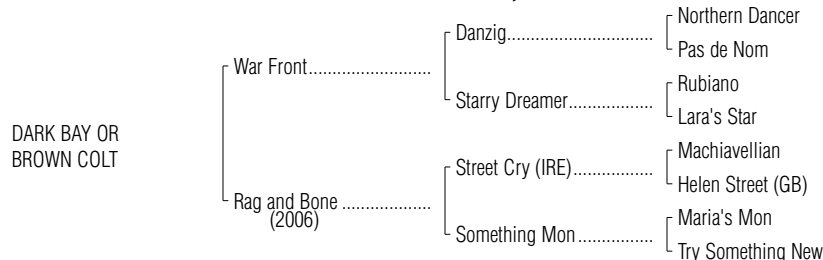 Northern Dancer
Danzig................................
Pas de Nom
War Front..........................
Rubiano
Starry Dreamer..................
Lara's Star
DARK BAY OR
BROWN COLT
Machiavellian
Street Cry (IRE).................
Helen Street (GB)
Rag and Bone ...................
(2006)
Maria's Mon
Something Mon................
Try Something New